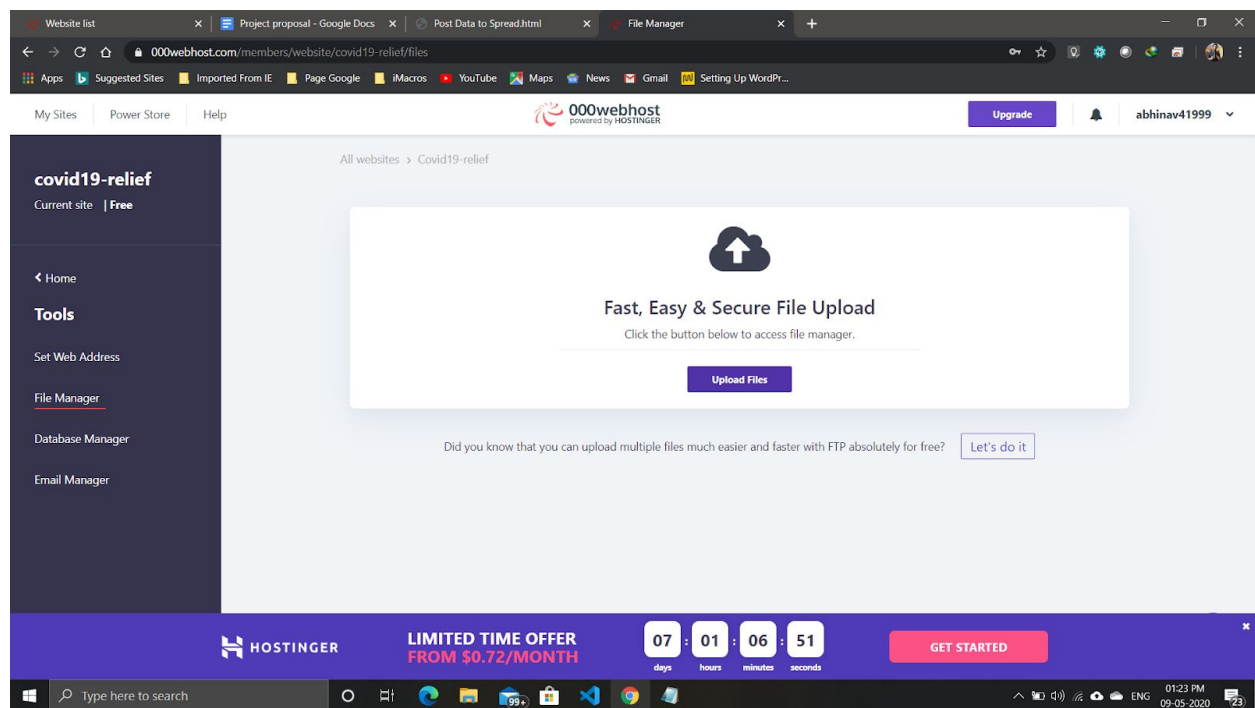 Website list
Project proposal - Google Docs
Post Data to Spread.html
File Manager
000webhost.com/members/website/covid19-relief/files
Apps
Suggested Sites
Imported From IE
Page Google
iMacros
YouTube
Maps
News
Gmail
Setting Up WordPr...
My Sites
Power Store
Help
000webhost
powered by HOSTINGER
Upgrade
abhinav41999
covid19-relief
Current site | Free
Home
Tools
Set Web Address
File Manager
Database Manager
Email Manager
All websites > Covid19-relief
Fast, Easy & Secure File Upload
Click the button below to access file manager.
Upload Files
Did you know that you can upload multiple files much easier and faster with FTP absolutely for free?
Let's do it
HOSTINGER
LIMITED TIME OFFER
FROM $0.72/MONTH
07 : 01 : 06 : 51
days hours minutes seconds
GET STARTED
Type here to search
99+
ENG
01:23 PM
09-05-2020
23